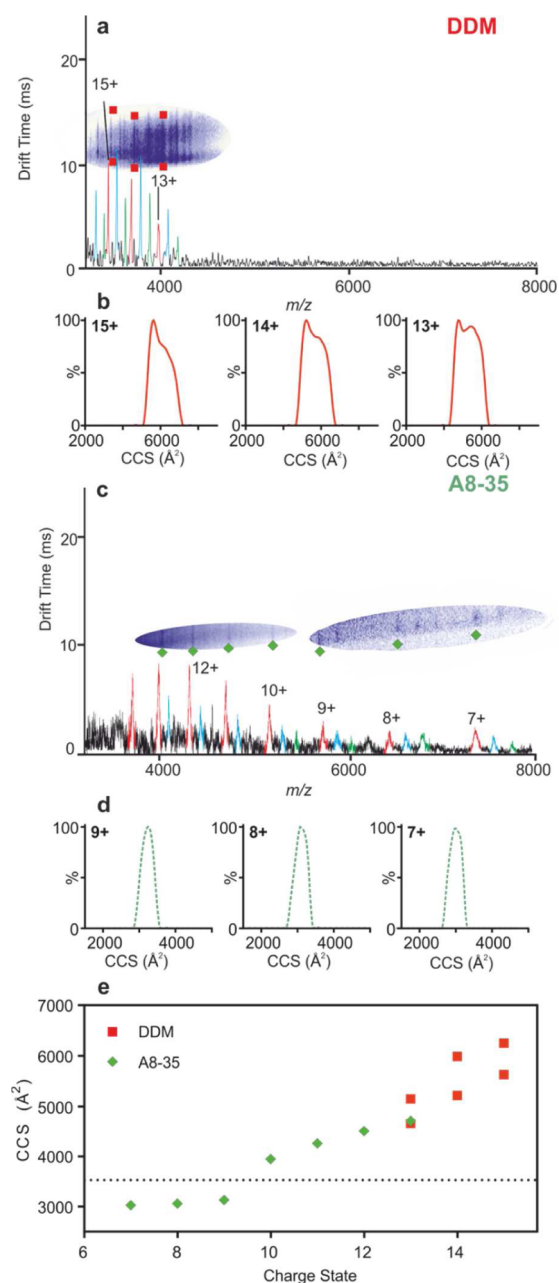 a
DDM
20
15+
10
13+
0
4000 6000 8000
Drift Time (ms)
m/z
b
100 15+
%
0
2000 6000
CCS (Å²)
14+
100
%
0
2000 6000
CCS (Å²)
13+
100
%
0
2000 6000
CCS (Å²)
c
A8-35
20
10
12+
10+
9+
8+
7+
0
4000 6000 8000
Drift Time (ms)
m/z
d
100 9+
%
0
2000 4000
CCS (Å²)
100 8+
%
0
2000 4000
CCS (Å²)
100 7+
%
0
2000 4000
CCS (Å²)
e
7000
6000
5000
4000
3000
CCS (Å²)
DDM
A8-35
6 8 10 12 14
Charge State